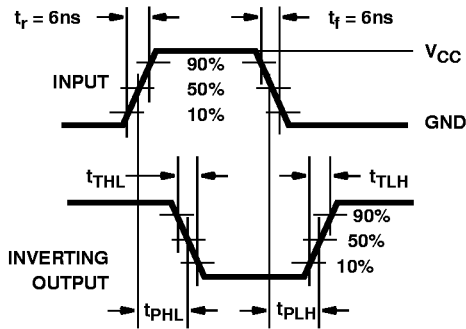 tr = 6ns
tf = 6ns
VCC
INPUT
90%
50%
10%
GND
tTHL
tTLH
90%
50%
10%
INVERTING
OUTPUT
tPHL
tPLH